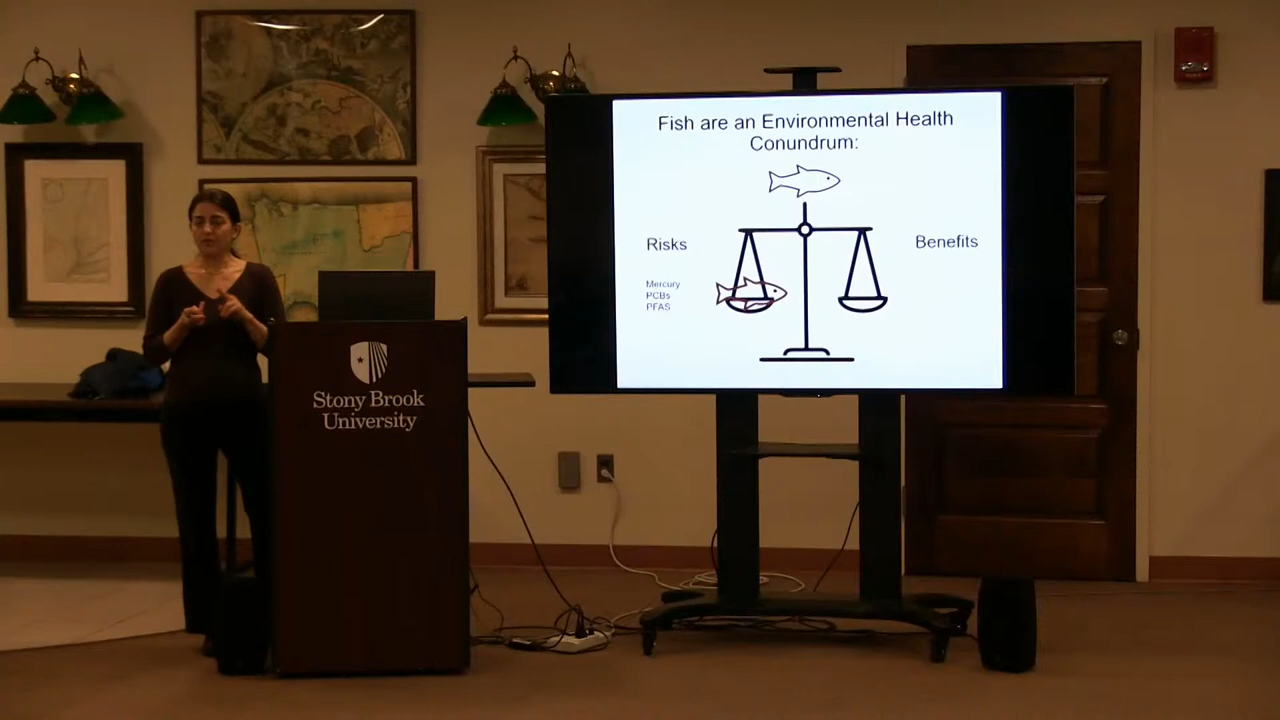 Fish are an Environmental Health
Conundrum:
Risks
Benefits
Mercury
PCBs
PFAS
Stony Brook
University